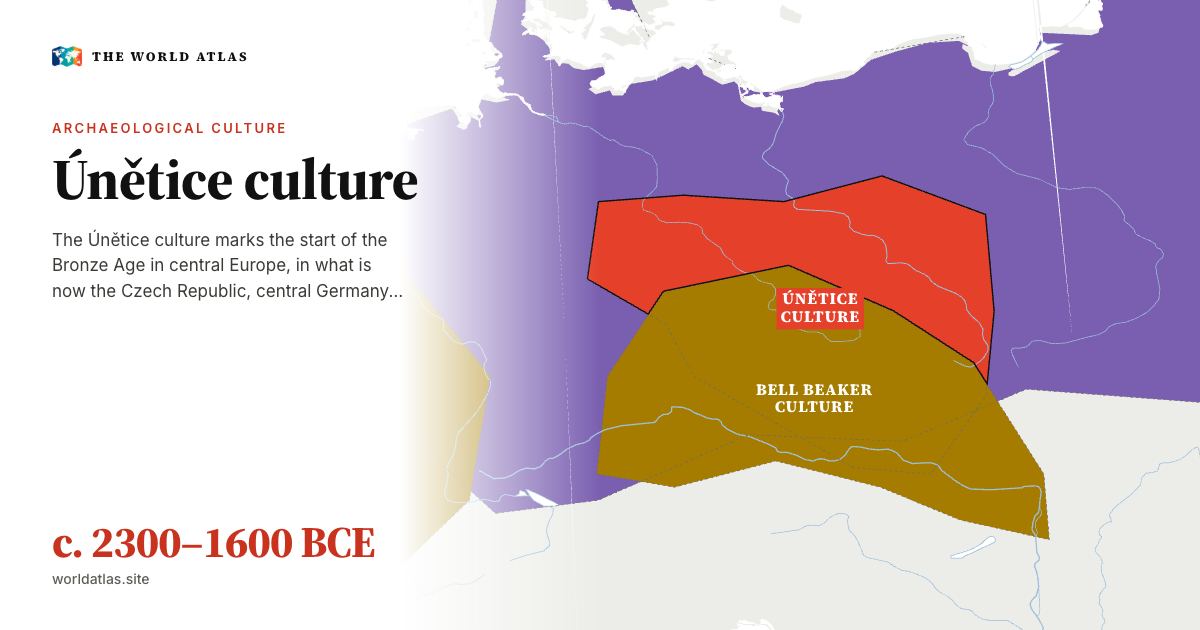 THE WORLD ATLAS
ARCHAEOLOGICAL CULTURE
Únětice culture
The Únětice culture marks the start of the
Bronze Age in central Europe, in what is
now the Czech Republic, central Germany...
c. 2300–1600 BCE
worldatlas.site
ÚNĚTICE
CULTURE
BELL BEAKER
CULTURE